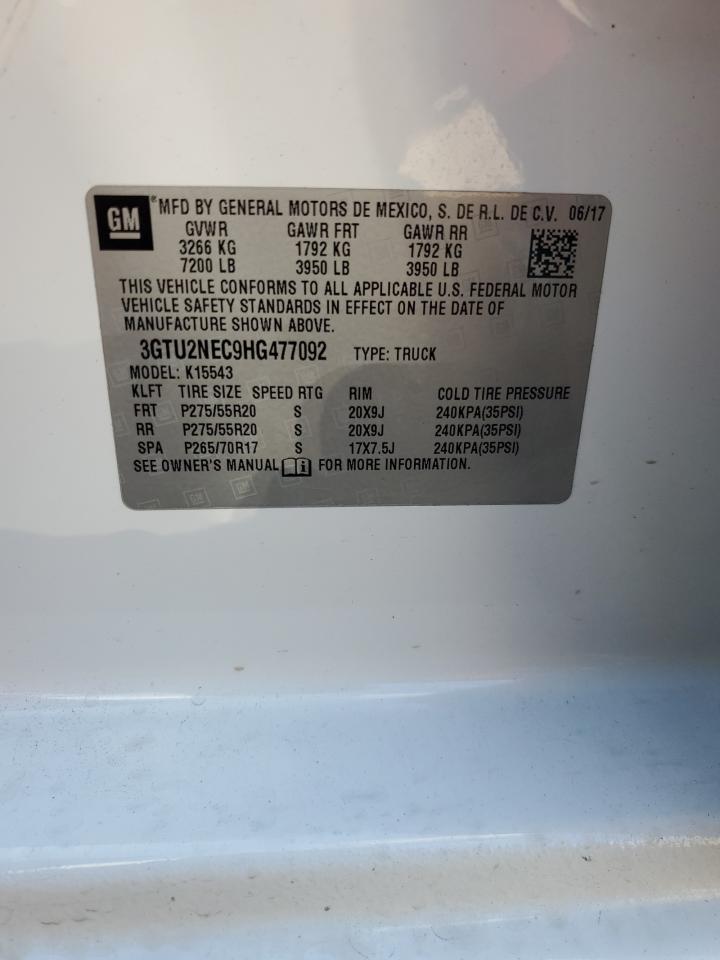 GM *MFD BY GENERAL MOTORS DE MEXICO, S. DE R.L. DE C.V. 06/17
GVWR GAWR FRT GAWR RR
3266 KG 1792 KG 1792 KG
7200 LB 3950 LB 3950 LB
THIS VEHICLE CONFORMS TO ALL APPLICABLE U.S. FEDERAL MOTOR
VEHICLE SAFETY STANDARDS IN EFFECT ON THE DATE OF
MANUFACTURE SHOWN ABOVE.
3GTU2NEC9HG477092 TYPE: TRUCK
MODEL: K15543
KLFT TIRE SIZE SPEED RTG RIM COLD TIRE PRESSURE
FRT P275/55R20 S 20X9J 240KPA(35PSI)
RR P275/55R20 S 20X9J 240KPA(35PSI)
SPA P265/70R17 S 17X7.5J 240KPA(35PSI)
SEE OWNER'S MANUAL i FOR MORE INFORMATION.